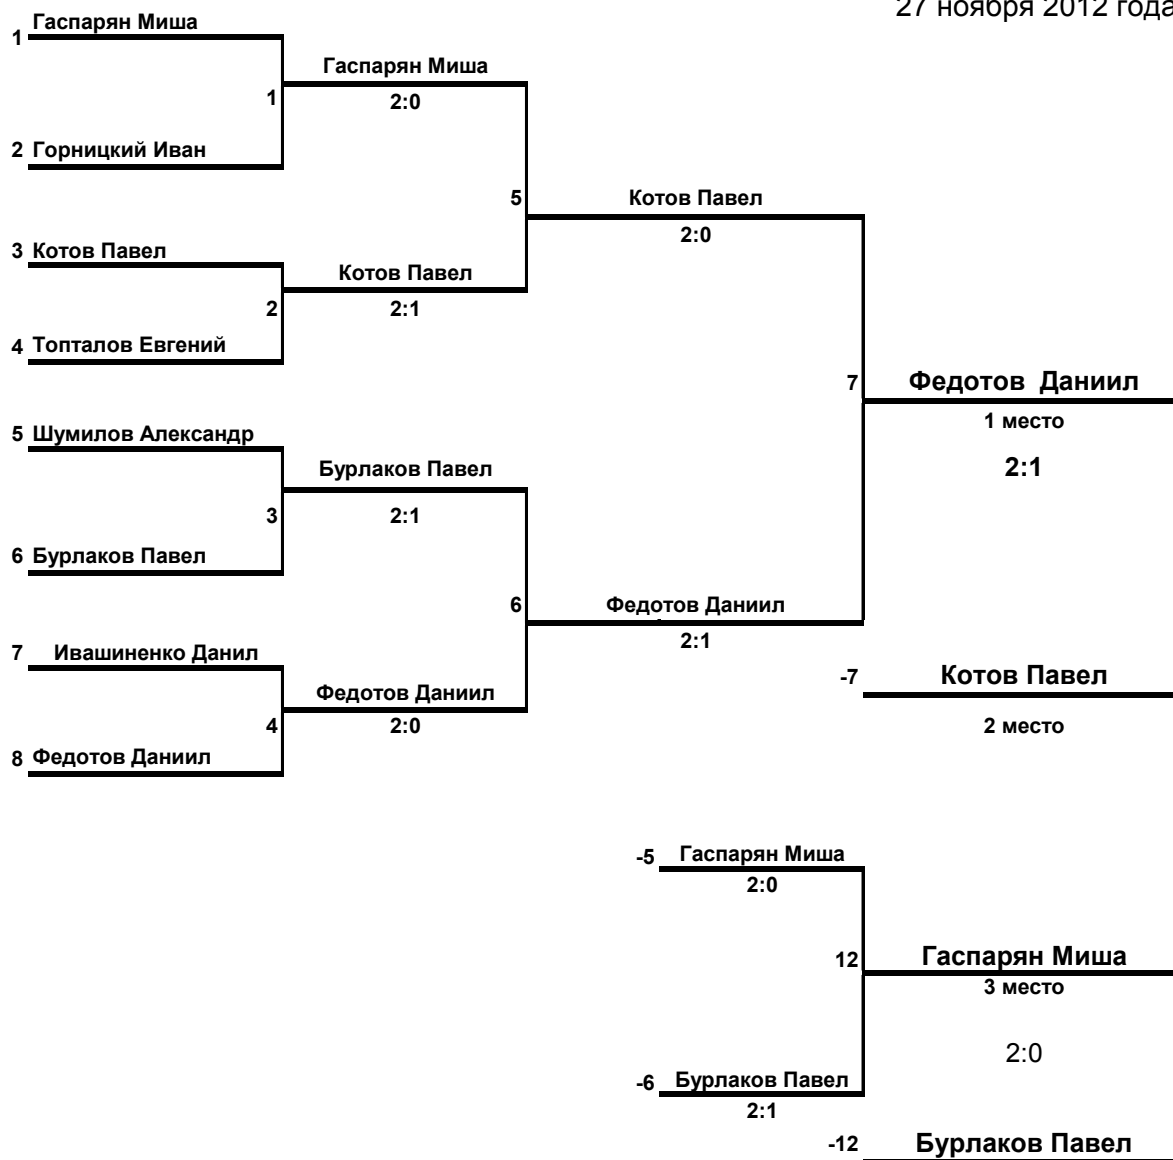 27 ноября 2012 года
Гаспарян Миша
1
Гаспарян Миша
1
2:0
2 Горницкий Иван
5
Котов Павел
2:0
3 Котов Павел
Котов Павел
2
2:1
4 Топталов Евгений
7
Федотов Даниил
1 место
5 Шумилов Александр
Бурлаков Павел
2:1
3
2:1
6 Бурлаков Павел
6
Федотов Даниил
2:1
7 Ивашиненко Данил
-7
Котов Павел
Федотов Даниил
4
2:0
2 место
8 Федотов Даниил
-5 Гаспарян Миша
2:0
12
Гаспарян Миша
3 место
2:0
-6 Бурлаков Павел
2:1
-12
Бурлаков Павел